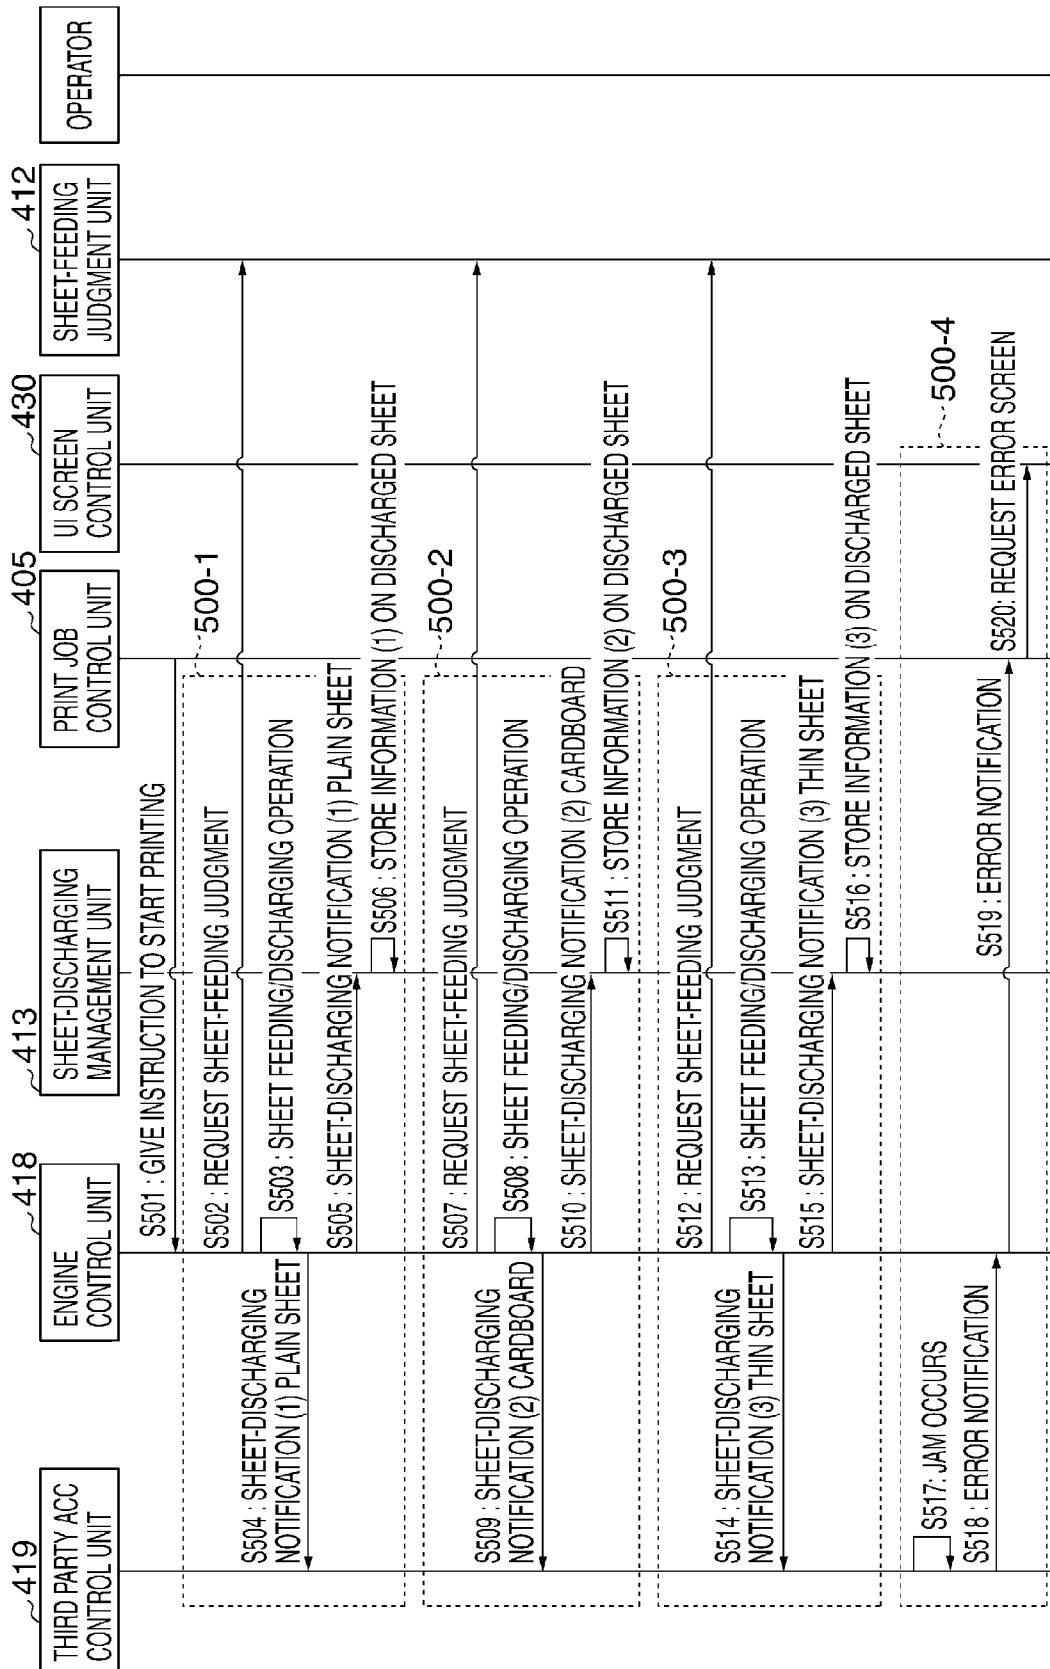 419
THIRD PARTY ACC
CONTROL UNIT
418
ENGINE
CONTROL UNIT
413
SHEET-DISCHARGING
MANAGEMENT UNIT
405
PRINT JOB
CONTROL UNIT
430
UI SCREEN
CONTROL UNIT
412
SHEET-FEEDING
JUDGMENT UNIT
OPERATOR
S501 : GIVE INSTRUCTION TO START PRINTING
500-1
S502 : REQUEST SHEET-FEEDING JUDGMENT
S503 : SHEET FEEDING/DISCHARGING OPERATION
S504 : SHEET-DISCHARGING
NOTIFICATION (1) PLAIN SHEET
S505 : SHEET-DISCHARGING NOTIFICATION (1) PLAIN SHEET
S506 : STORE INFORMATION (1) ON DISCHARGED SHEET
500-2
S507 : REQUEST SHEET-FEEDING JUDGMENT
S508 : SHEET FEEDING/DISCHARGING OPERATION
S509 : SHEET-DISCHARGING
NOTIFICATION (2) CARDBOARD
S510 : SHEET-DISCHARGING NOTIFICATION (2) CARDBOARD
S511 : STORE INFORMATION (2) ON DISCHARGED SHEET
500-3
S512 : REQUEST SHEET-FEEDING JUDGMENT
S513 : SHEET FEEDING/DISCHARGING OPERATION
S514 : SHEET-DISCHARGING
NOTIFICATION (3) THIN SHEET
S515 : SHEET-DISCHARGING NOTIFICATION (3) THIN SHEET
S516 : STORE INFORMATION (3) ON DISCHARGED SHEET
500-4
S517: JAM OCCURS
S518 : ERROR NOTIFICATION
S519 : ERROR NOTIFICATION
S520: REQUEST ERROR SCREEN